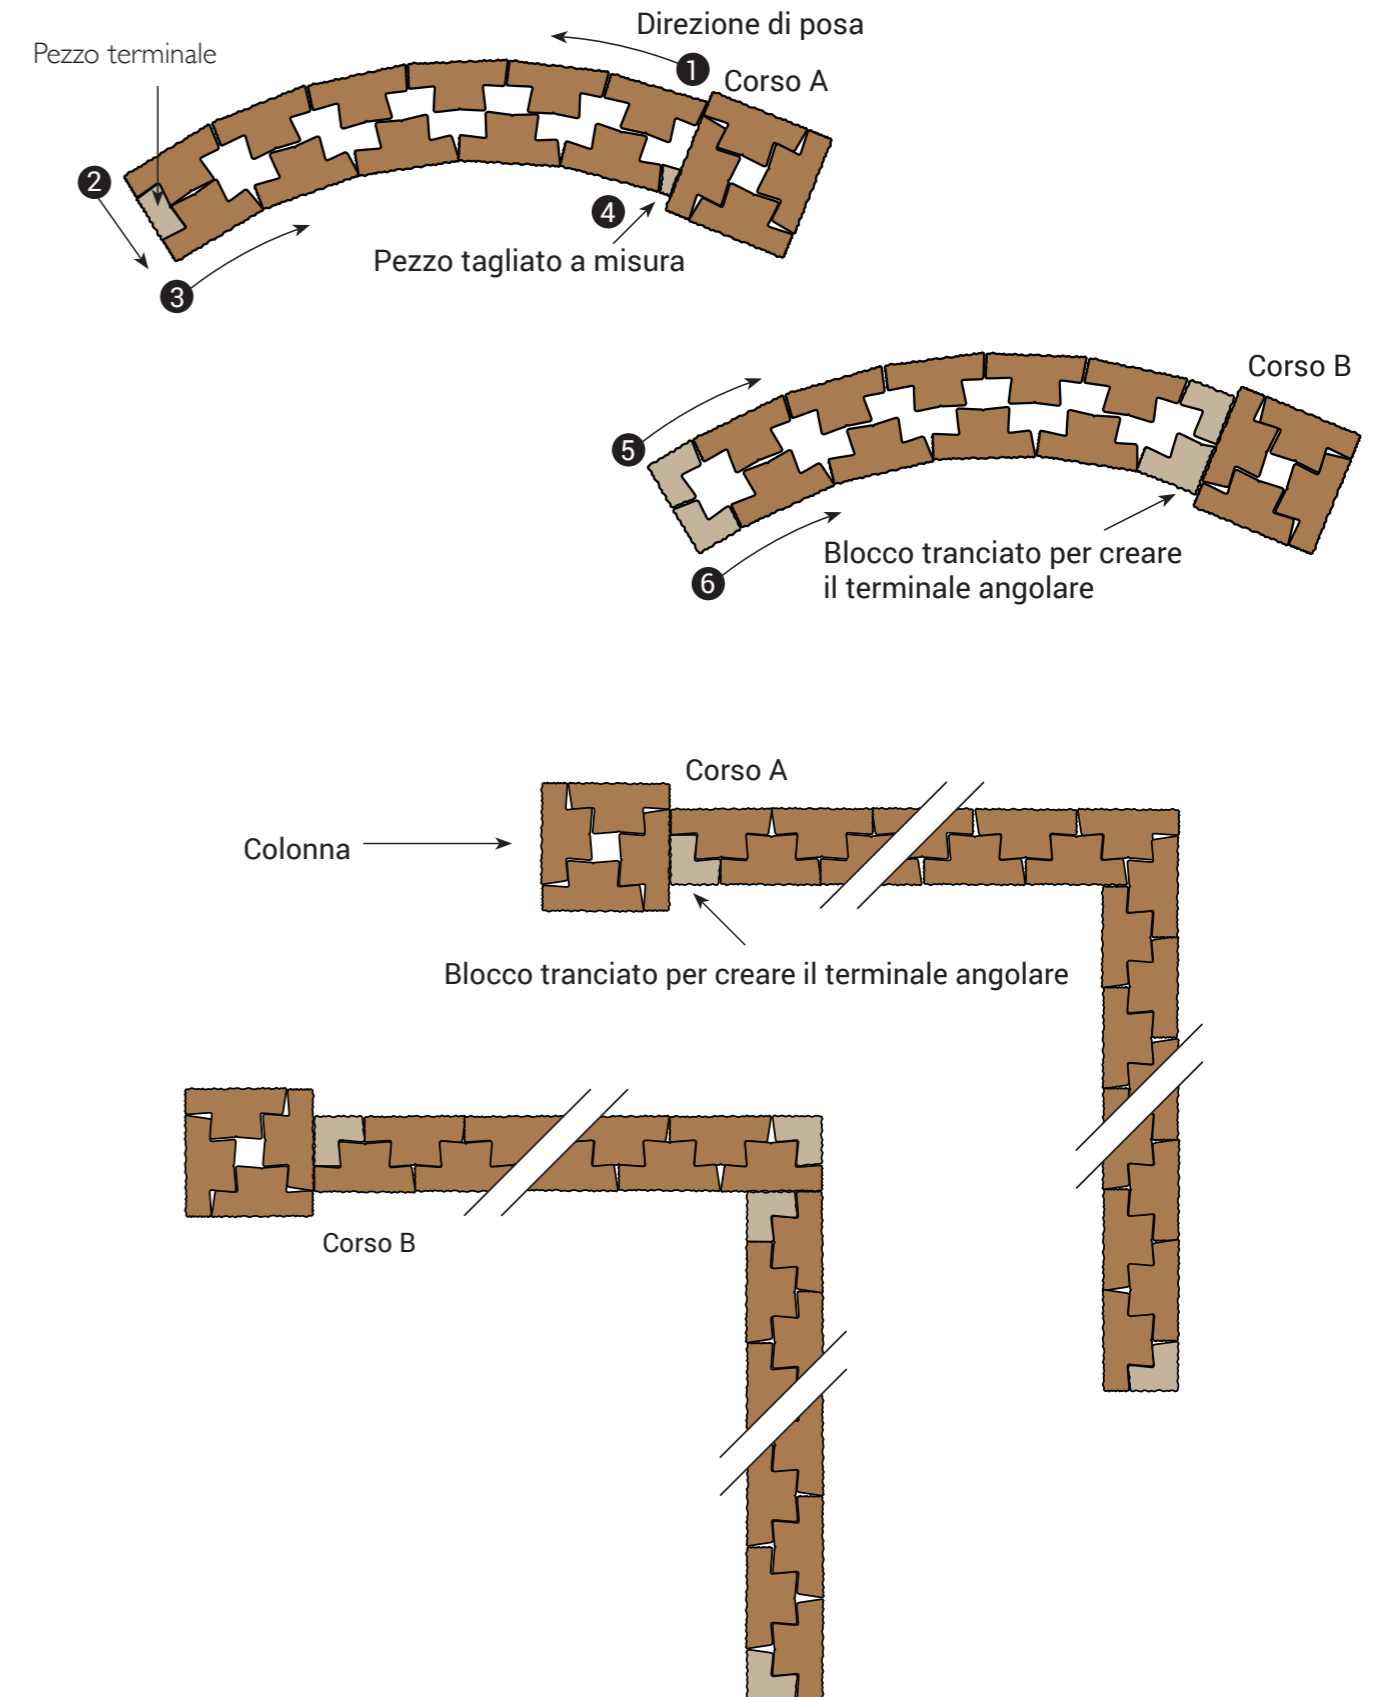 Direzione di posa
Pezzo terminale
1
Corso A
2
4
Pezzo tagliato a misura
3
Corso B
5
Blocco tranciato per creare
il terminale angolare
6
Corso A
Colonna
Blocco tranciato per creare il terminale angolare
Corso B